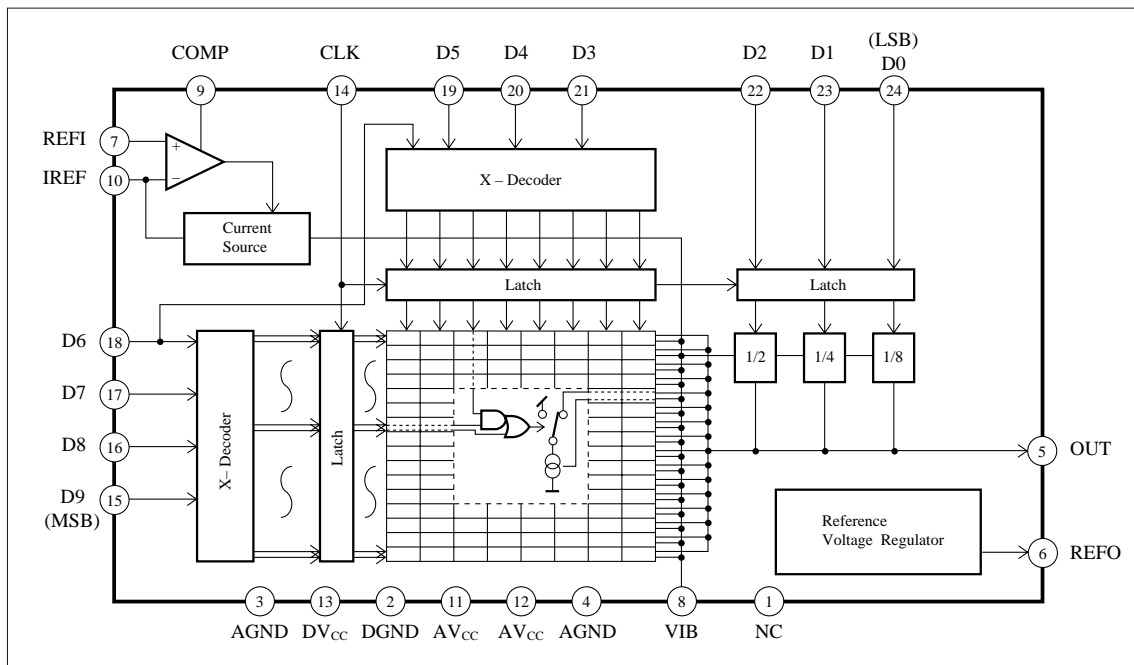 COMP
CLK
D5
D4
D3
D2
D1
(LSB)
D0
9
14
19
20
21
22
23
24
REFI
7
+
IREF
10
−
X – Decoder
Current
Source
Latch
Latch
D6
18
1/2
1/4
1/8
D7
17
D8
16
X– Decoder
Latch
OUT
5
D9
(MSB)
15
Reference
Voltage Regulator
REFO
6
3
13
2
11
12
4
8
1
AGND
DVCC
DGND
AVCC
AVCC
AGND
VIB
NC